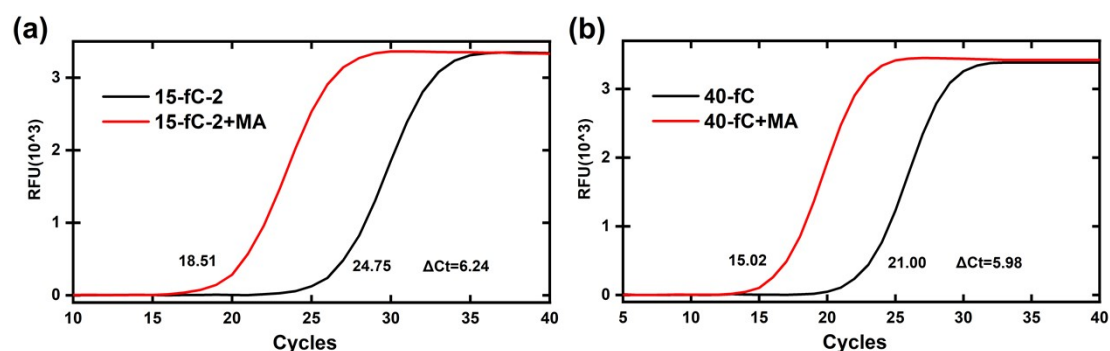 (a)
RFU(10^3)
3
2
1
0
15-fC-2
15-fC-2+MA
18.51
24.75
ΔCt=6.24
10
15
20
25
30
35
40
Cycles
(b)
RFU(10^3)
3
2
1
0
40-fC
40-fC+MA
15.02
21.00
ΔCt=5.98
5
10
15
20
25
30
35
40
Cycles